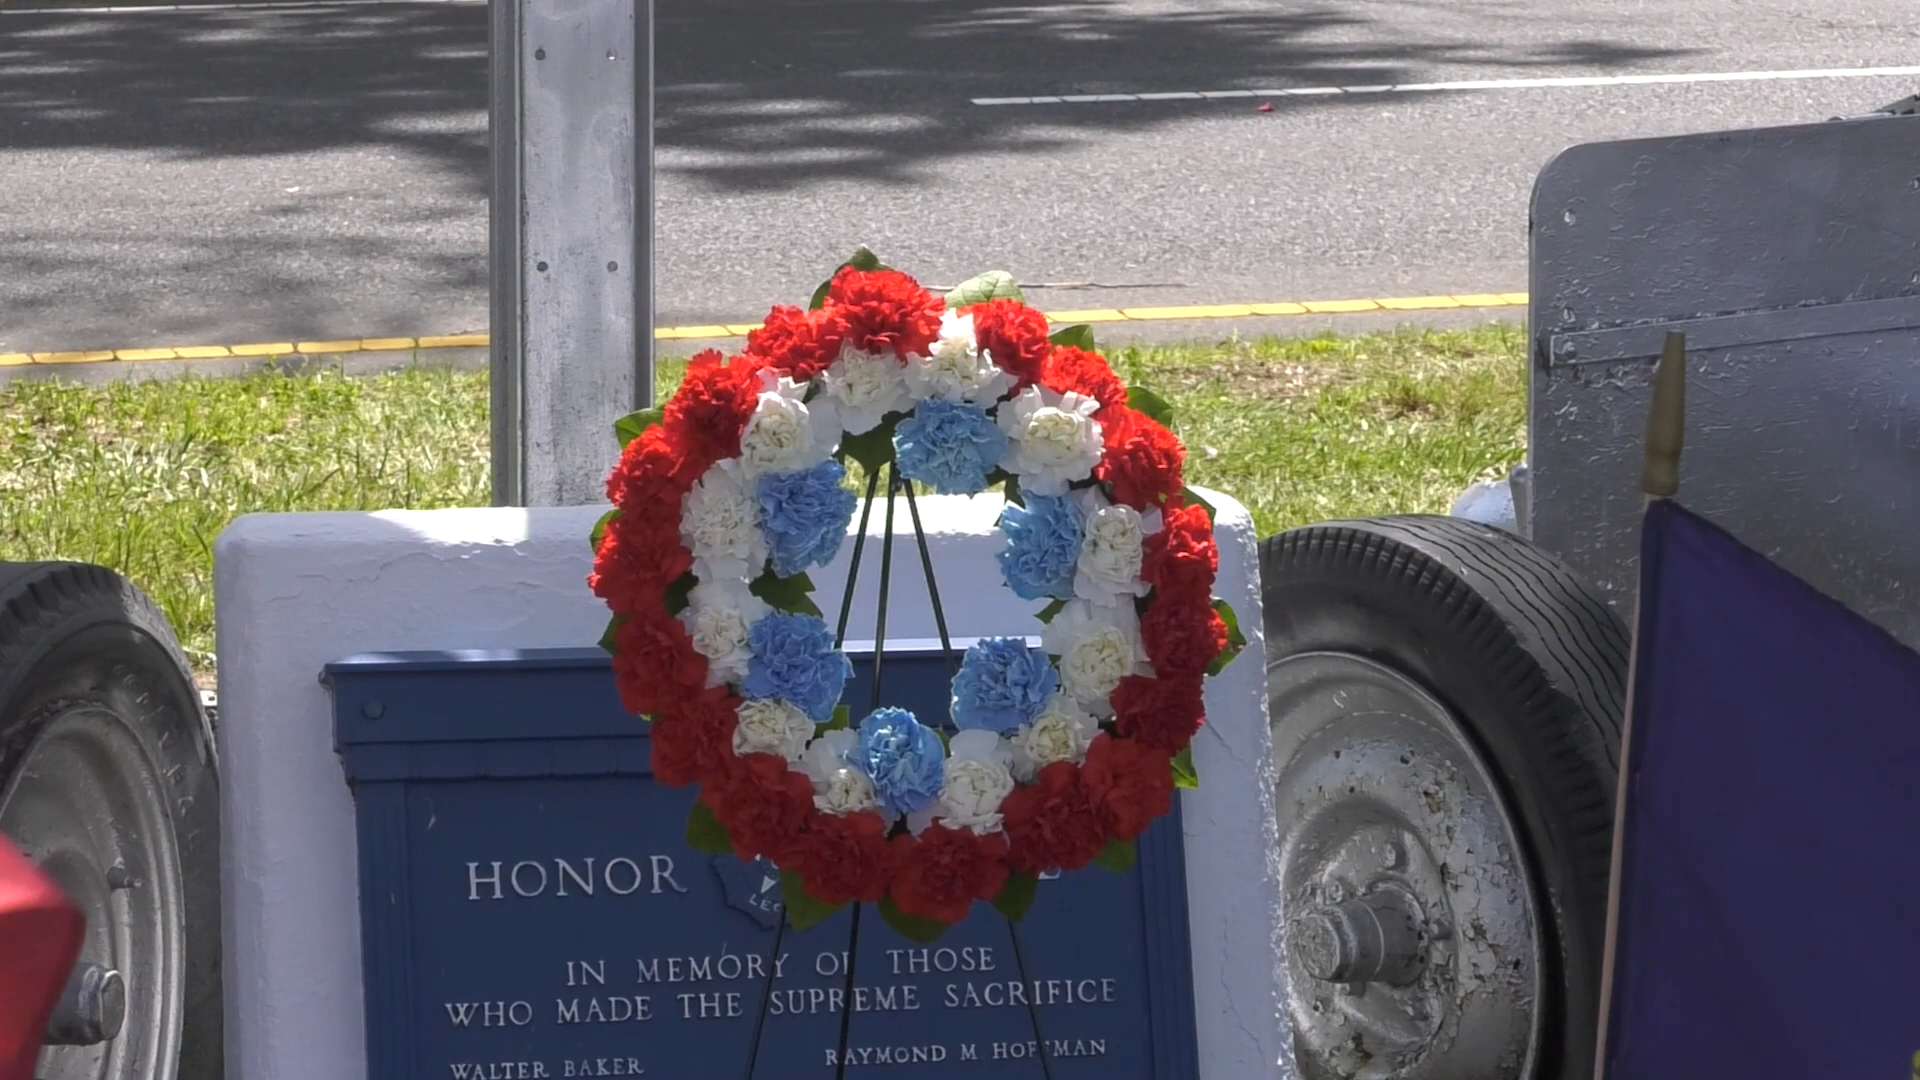 HONOR
IN MEMORY OF THOSE
WHO MADE THE SUPREME SACRIFICE
WALTER BAKER RAYMOND M. HOFFMAN